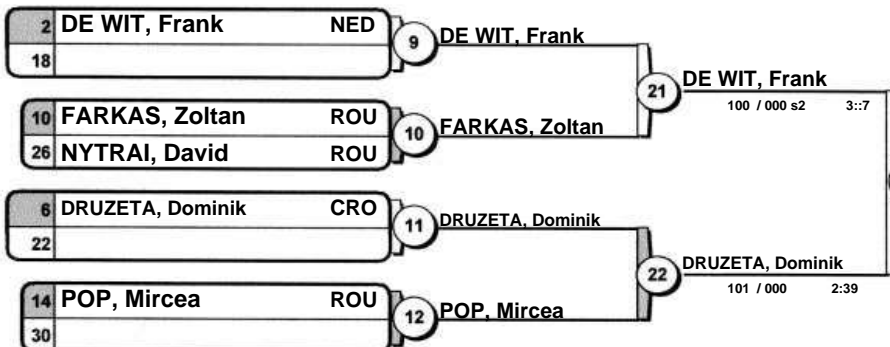 2 DE WIT, Frank NED
18
9 DE WIT, Frank
10 FARKAS, Zoltan ROU
26 NYTRAI, David ROU
10 FARKAS, Zoltan
21 DE WIT, Frank
100 / 000 s2 3::7
6 DRUZETA, Dominik CRO
22
11 DRUZETA, Dominik
14 POP, Mircea ROU
30
12 POP, Mircea
22 DRUZETA, Dominik
101 / 000 2:39